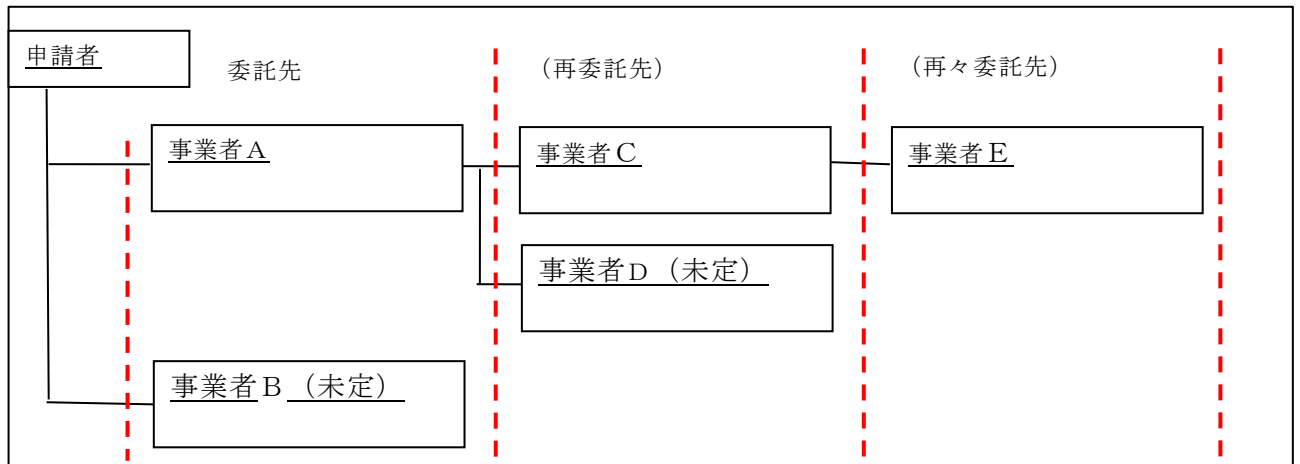 申請者
委託先
（再委託先）
（再々委託先）
事業者A
事業者C
事業者E
事業者D（未定）
事業者B（未定）